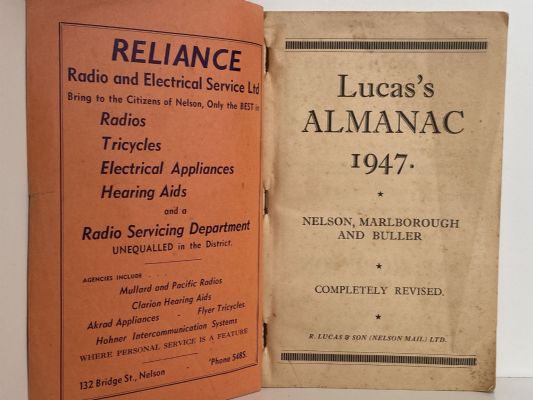 RELIANCE
Radio and Electrical Service Ltd
Bring to the Citizens of Nelson, Only the BEST in
Radios
Tricycles
Electrical Appliances
Hearing Aids
and a
Radio Servicing Department
UNEQUALLED in the District.
AGENCIES INCLUDE . . .
Mullard and Pacific Radios
Clarion Hearing Aids
Akrad Appliances - Flyer Tricycles
Hohner Intercommunication Systems
WHERE PERSONAL SERVICE IS A FEATURE
132 Bridge St., Nelson 'Phone 548S.
Lucas's
ALMANAC
1947.
NELSON, MARLBOROUGH
AND BULLER
COMPLETELY REVISED.
R. LUCAS & SON (NELSON MAIL) LTD.